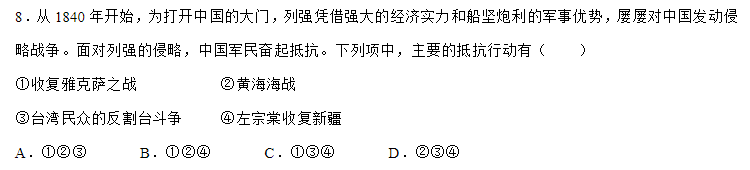 8．从 1840 年开始，为打开中国的大门，列强凭借强大的经济实力和船坚炮利的军事优势，屡屡对中国发动侵
略战争。面对列强的侵略，中国军民奋起抵抗。下列项中，主要的抵抗行动有（　　）
①收复雅克萨之战　　②黄海海战
③台湾民众的反割台斗争　　④左宗棠收复新疆
A．①②③　　B．①②④　　C．①③④　　D．②③④